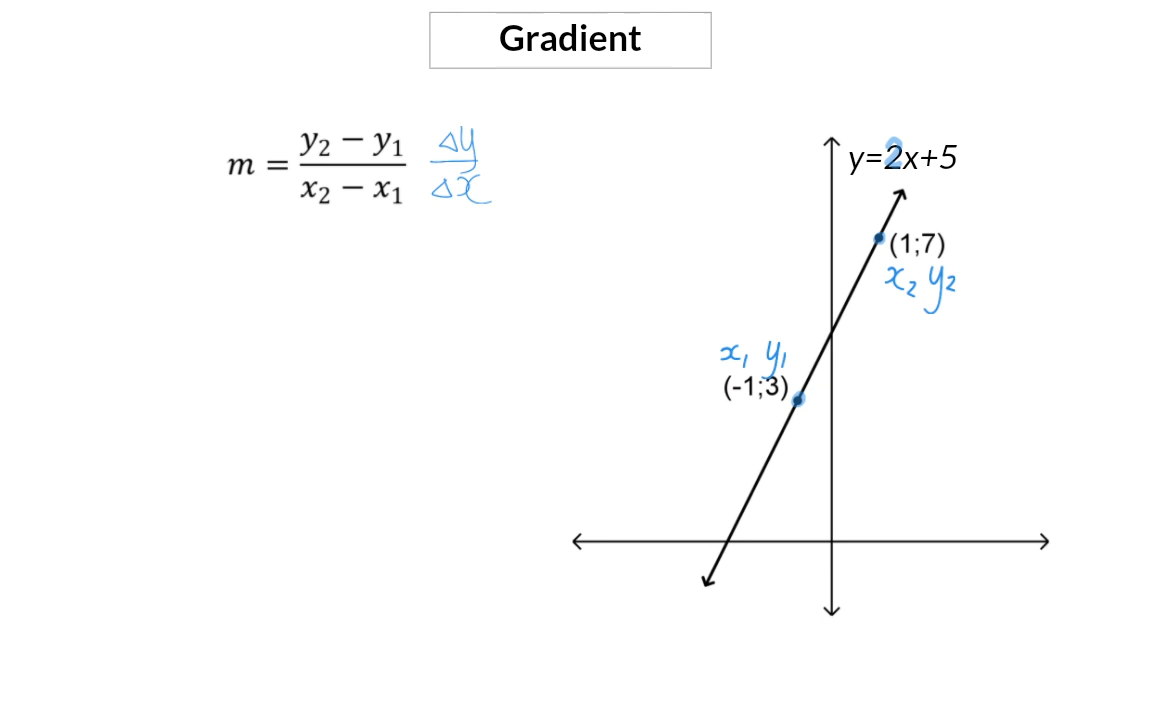 Gradient
m = y₂ − y₁ / x₂ − x₁ Δy / Δx
y=2x+5
(1;7)
x₂ y₂
x₁ y₁
(-1;3)